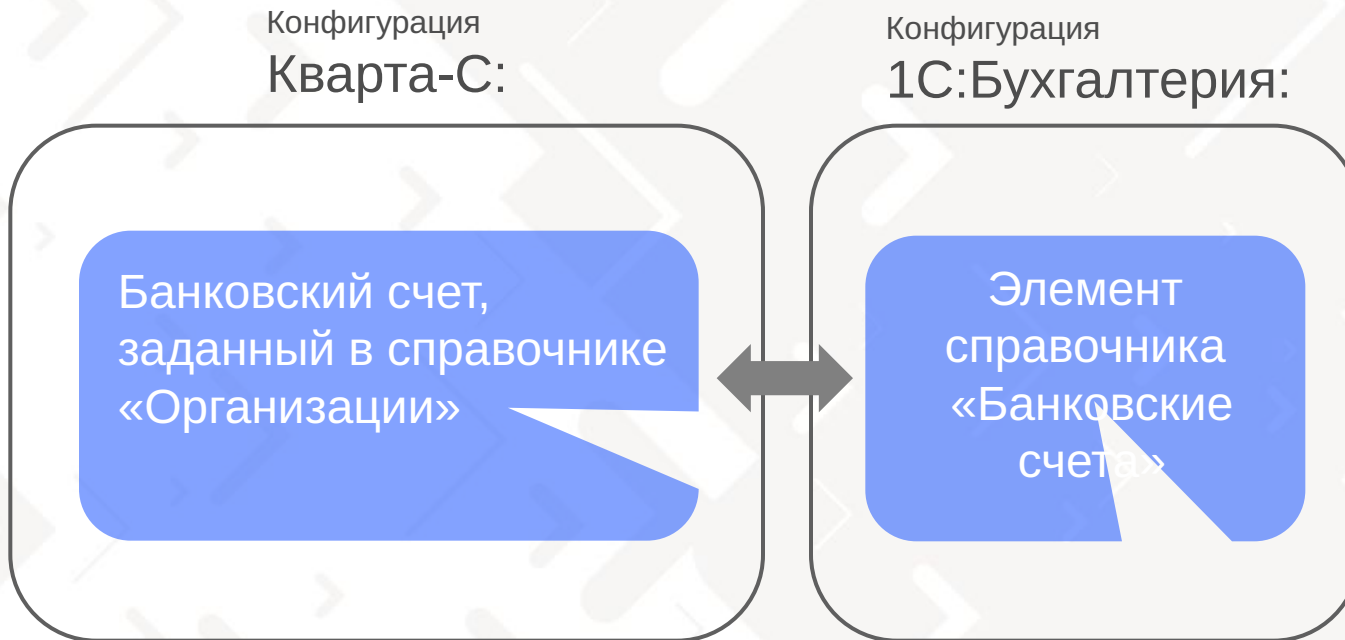 Конфигурация
Кварта-С:
Конфигурация
1С:Бухгалтерия:
Банковский счет,
заданный в справочнике
«Организации»
Элемент
справочника
«Банковские
счета»